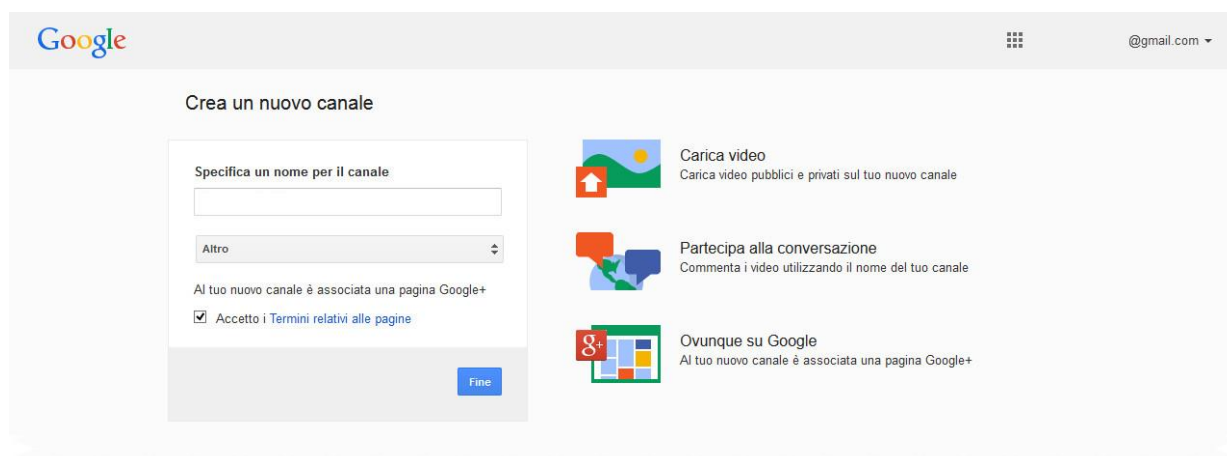 Google
@gmail.com
Crea un nuovo canale
Specifica un nome per il canale
Altro
Al tuo nuovo canale è associata una pagina Google+
Accetto i Termini relativi alle pagine
Fine
Carica video
Carica video pubblici e privati sul tuo nuovo canale
Partecipa alla conversazione
Commenta i video utilizzando il nome del tuo canale
g+
Ovunque su Google
Al tuo nuovo canale è associata una pagina Google+